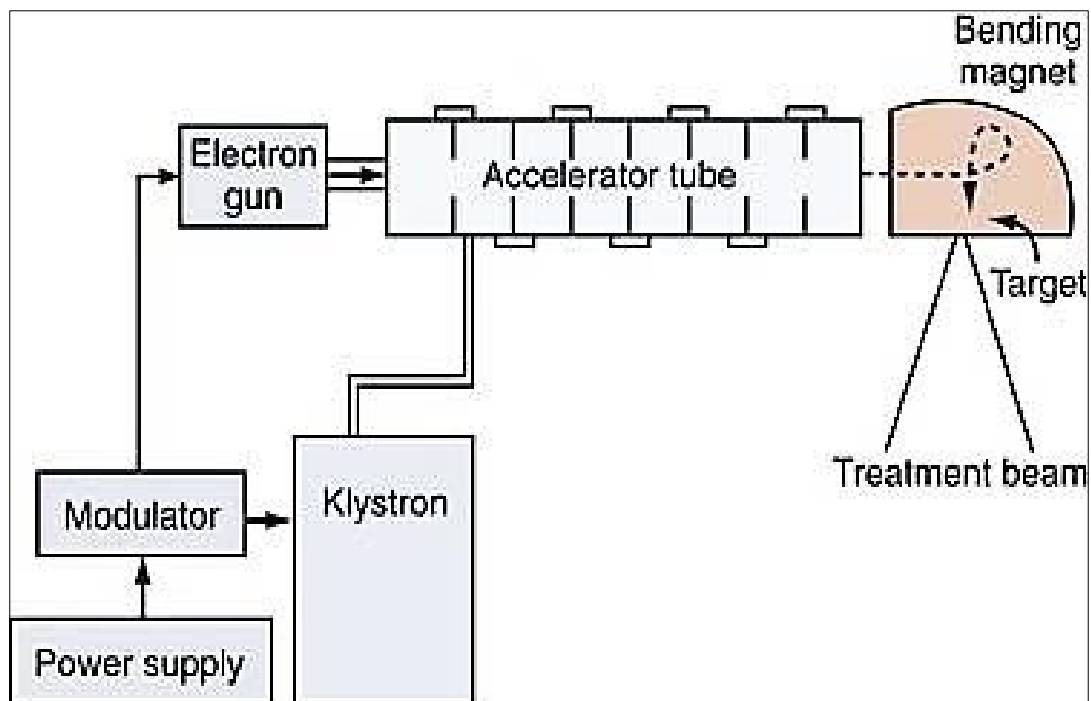 Bending
magnet
Electron
gun
Accelerator tube
Target
Treatment beam
Modulator
Klystron
Power supply